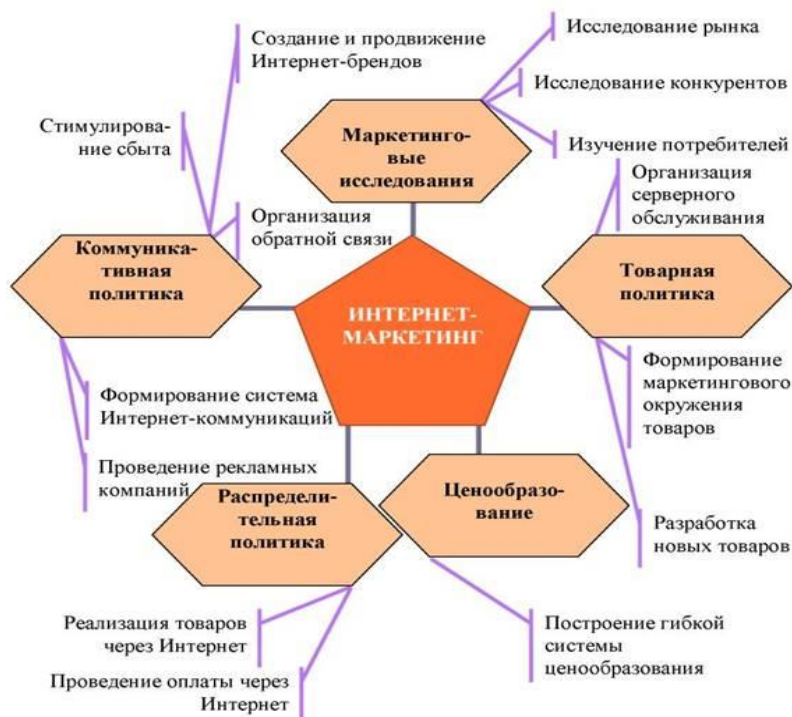 Создание и продвижение
Интернет-брендов
Исследование рынка
Исследование конкурентов
Изучение потребителей
Стимулирова-
ние сбыта
Маркетинго-
вые
исследования
Организация
серверного
обслуживания
Организация
обратной связи
Коммуника-
тивная
политика
Товарная
политика
ИНТЕРНЕТ-
МАРКЕТИНГ
Формирование
маркетингового
окружения
товаров
Формирование система
Интернет-коммуникаций
Проведение рекламных
компаний
Распредели-
тельная
политика
Ценообразо-
вание
Разработка
новых товаров
Реализация товаров
через Интернет
Проведение оплаты через
Интернет
Построение гибкой
системы
ценообразования